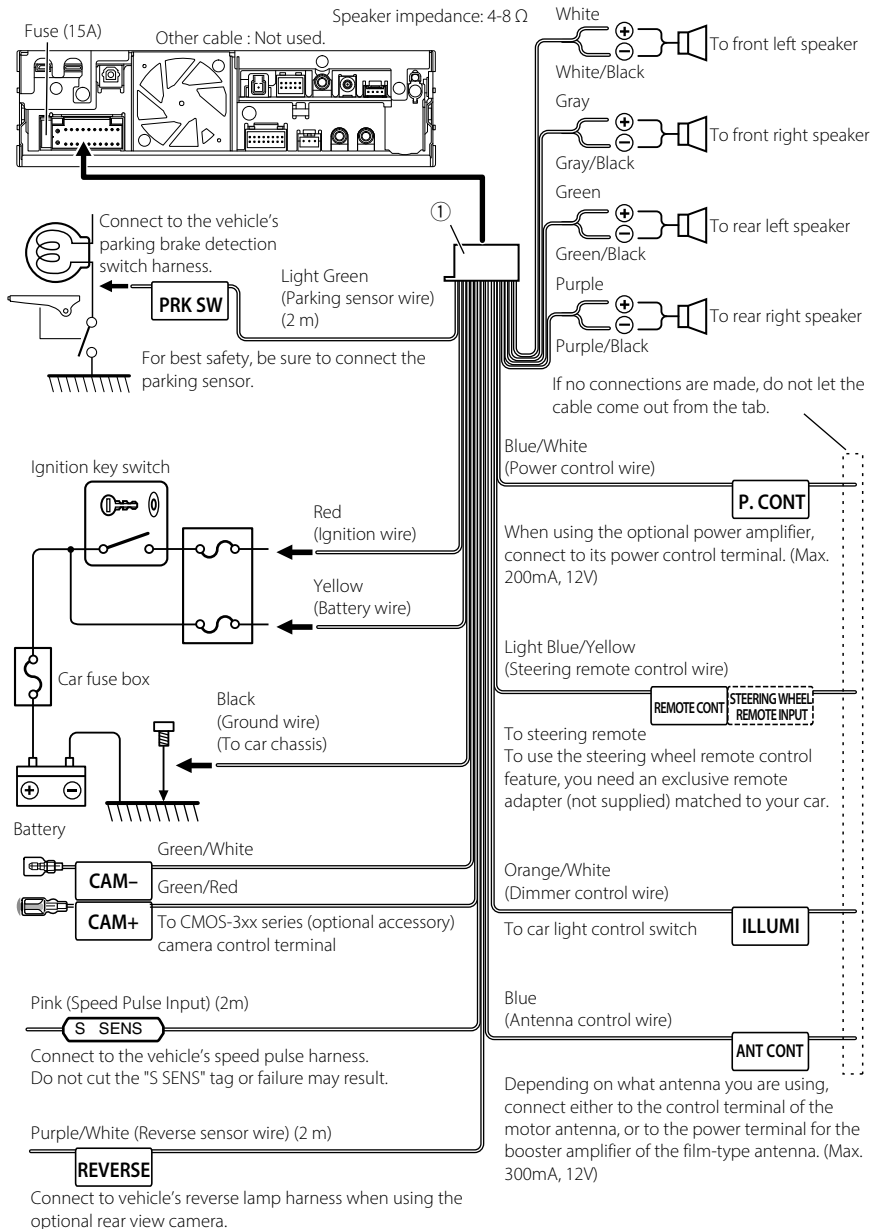 Speaker impedance: 4-8 Ω
Fuse (15A)
Other cable : Not used.
White
White/Black
To front left speaker
Gray
Gray/Black
To front right speaker
Green
Green/Black
To rear left speaker
Purple
Purple/Black
To rear right speaker
①
Connect to the vehicle's
parking brake detection
switch harness.
Light Green
(Parking sensor wire)
(2 m)
PRK SW
For best safety, be sure to connect the
parking sensor.
If no connections are made, do not let the
cable come out from the tab.
Ignition key switch
Red
(Ignition wire)
Yellow
(Battery wire)
Car fuse box
Black
(Ground wire)
(To car chassis)
Battery
Green/White
CAM–
Green/Red
CAM+
To CMOS-3xx series (optional accessory)
camera control terminal
Pink (Speed Pulse Input) (2m)
S SENS
Connect to the vehicle's speed pulse harness.
Do not cut the "S SENS" tag or failure may result.
Purple/White (Reverse sensor wire) (2 m)
REVERSE
Connect to vehicle's reverse lamp harness when using the
optional rear view camera.
Blue/White
(Power control wire)
P. CONT
When using the optional power amplifier,
connect to its power control terminal. (Max.
200mA, 12V)
Light Blue/Yellow
(Steering remote control wire)
REMOTE CONT
STEERING WHEEL
REMOTE INPUT
To steering remote
To use the steering wheel remote control
feature, you need an exclusive remote
adapter (not supplied) matched to your car.
Orange/White
(Dimmer control wire)
To car light control switch
ILLUMI
Blue
(Antenna control wire)
ANT CONT
Depending on what antenna you are using,
connect either to the control terminal of the
motor antenna, or to the power terminal for the
booster amplifier of the film-type antenna. (Max.
300mA, 12V)